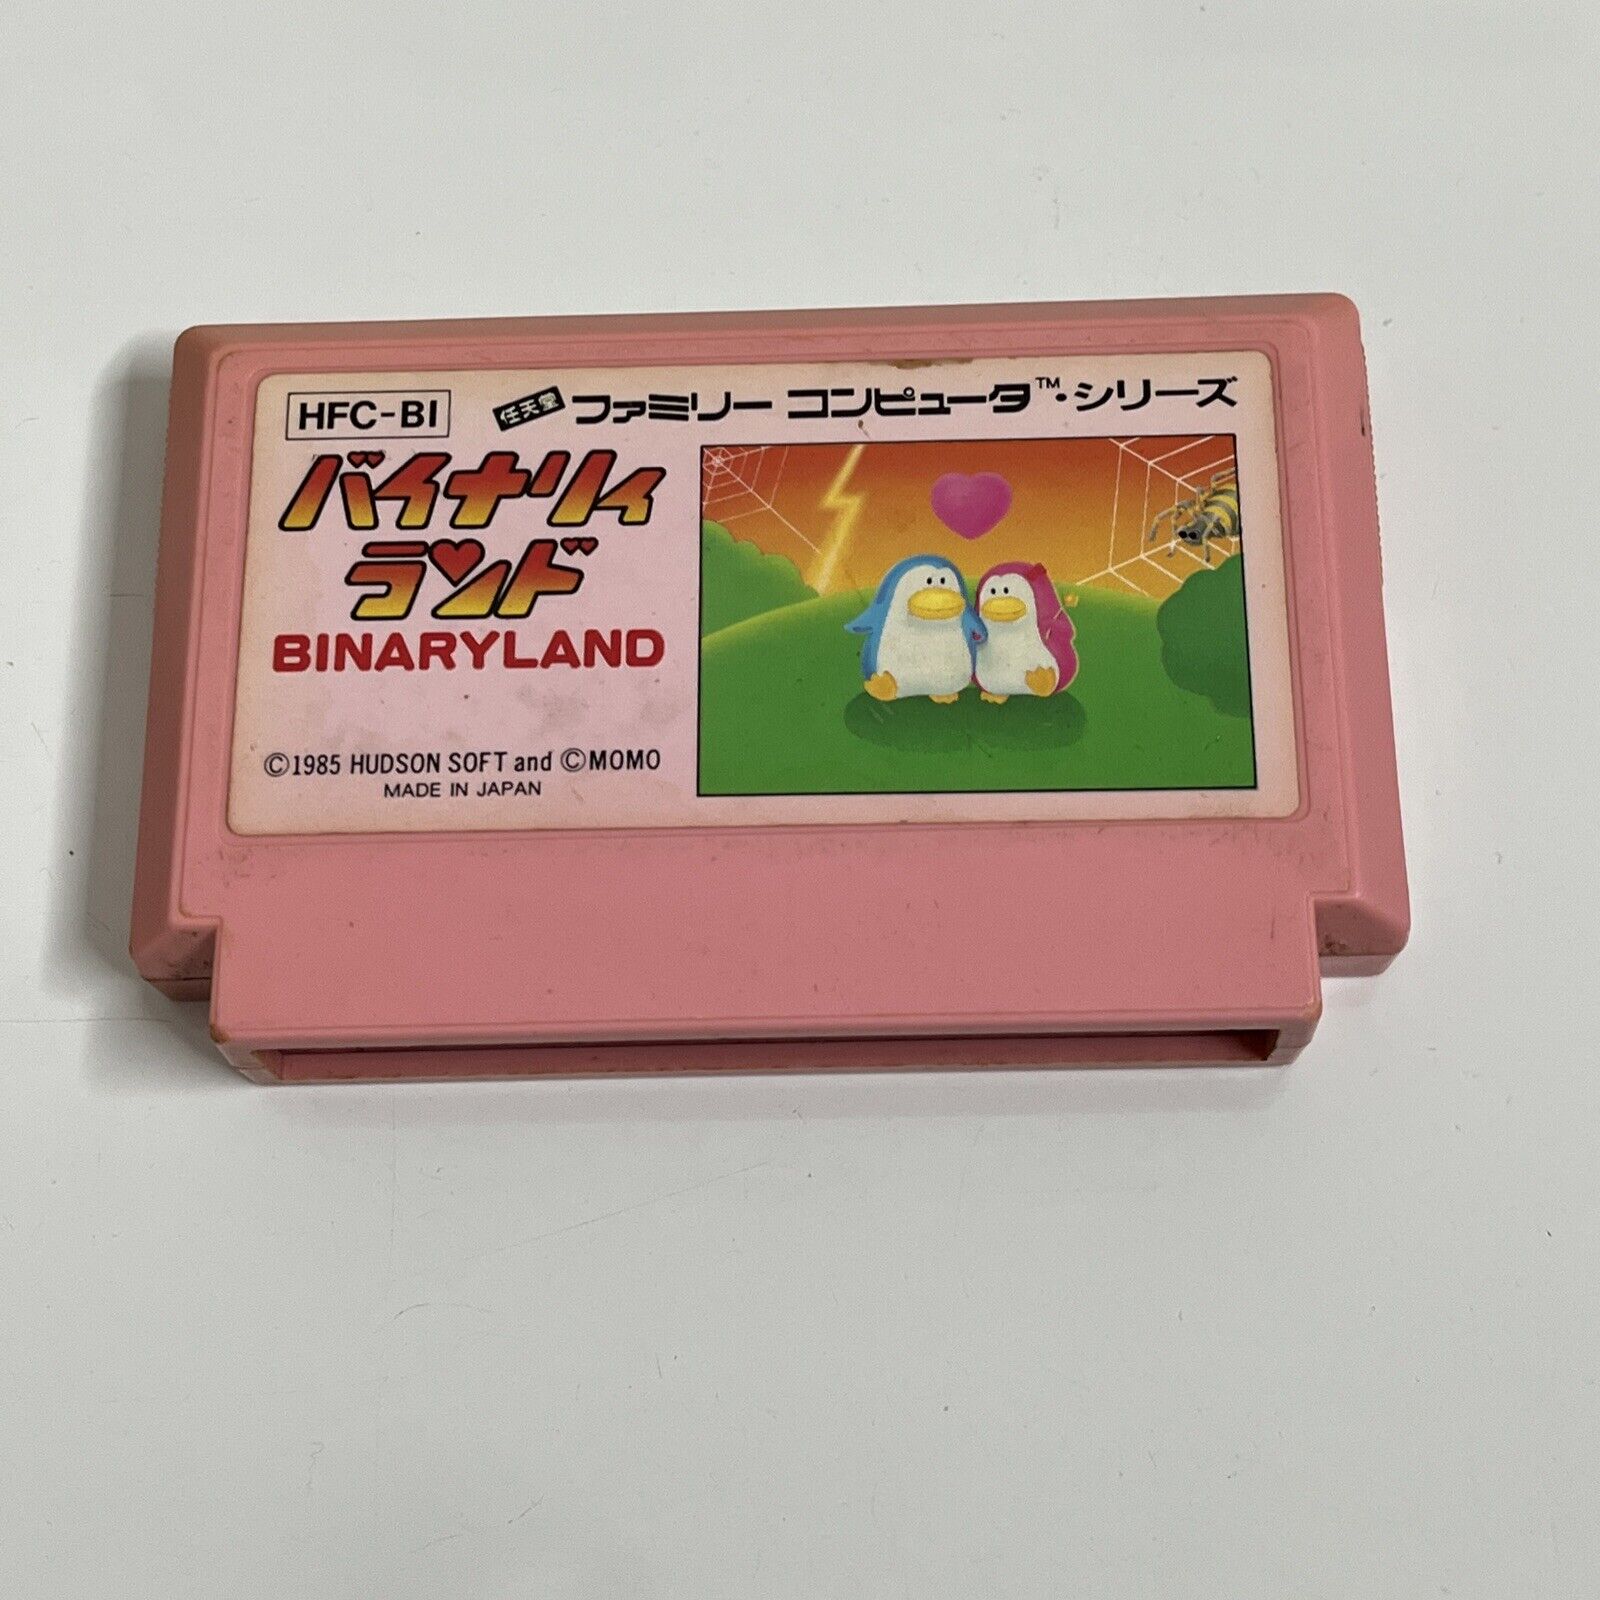 HFC-BI
任天堂 ファミリー コンピュータ™・シリーズ
バイナリィ
ランド
BINARYLAND
©1985 HUDSON SOFT and ©MOMO
MADE IN JAPAN